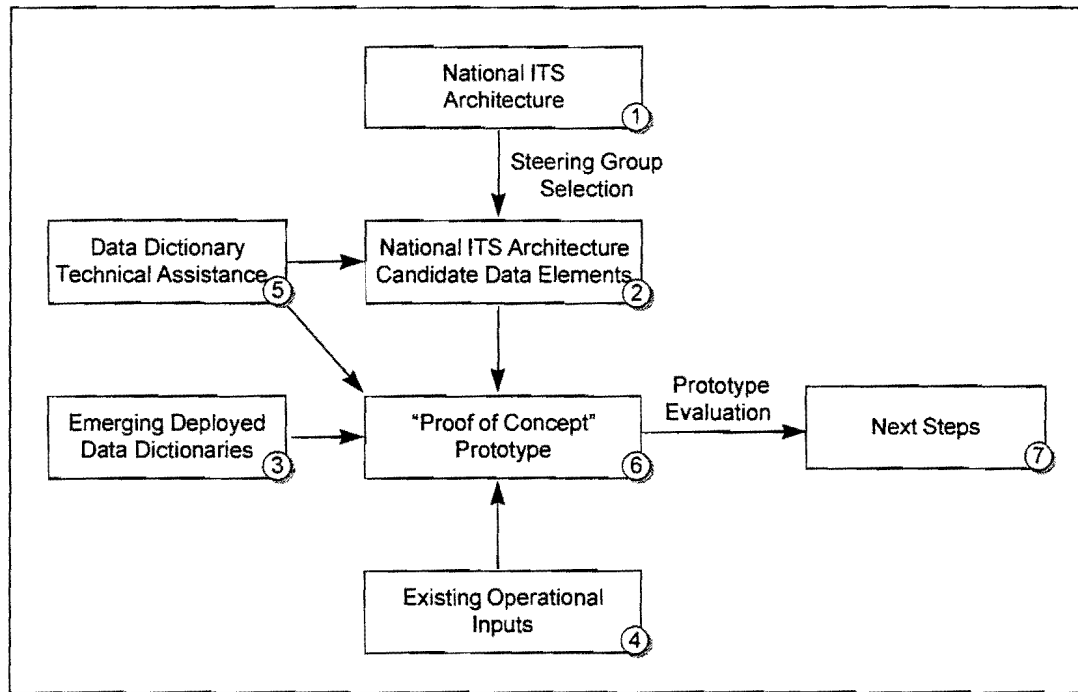 National ITS
Architecture
1
Steering Group
Selection
Data Dictionary
Technical Assistance
5
National ITS Architecture
Candidate Data Elements
2
Emerging Deployed
Data Dictionaries
3
“Proof of Concept”
Prototype
6
Prototype
Evaluation
Next Steps
7
Existing Operational
Inputs
4